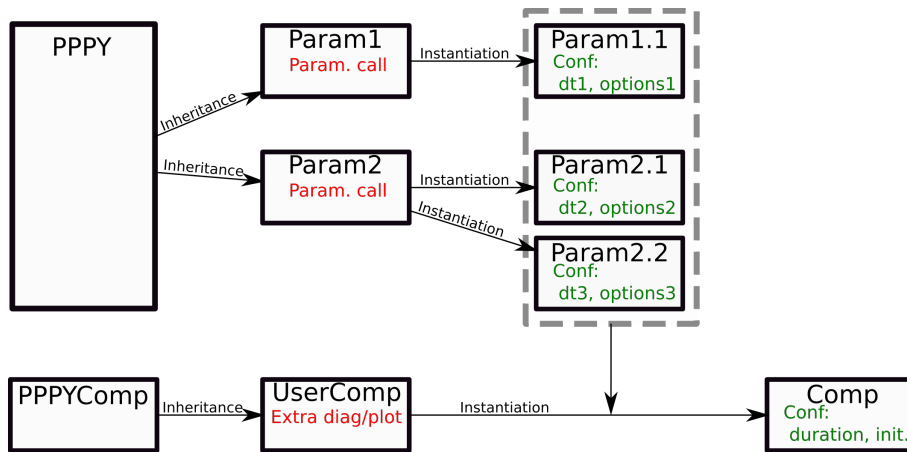 PPPY
Inheritance
Inheritance
Param1
Param. call
Instantiation
Param1.1
Conf:
dt1, options1
Param2
Param. call
Instantiation
Instantiation
Param2.1
Conf:
dt2, options2
Param2.2
Conf:
dt3, options3
PPPYComp
Inheritance
UserComp
Extra diag/plot
Instantiation
Comp
Conf:
duration, init.